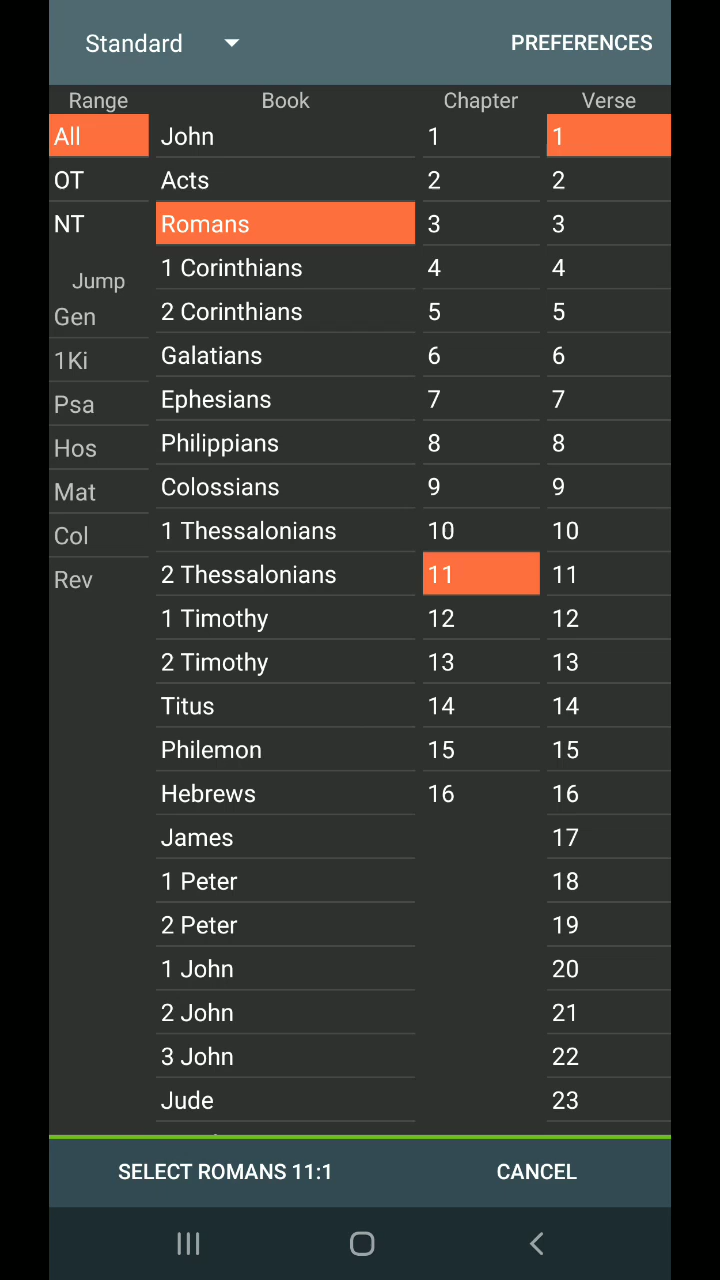 Standard PREFERENCES
Range Book Chapter Verse
All John 1 1
OT Acts 2 2
NT Romans 3 3
1 Corinthians 4 4
Jump
Gen 2 Corinthians 5 5
1Ki Galatians 6 6
Psa Ephesians 7 7
Hos Philippians 8 8
Mat Colossians 9 9
Col 1 Thessalonians 10 10
Rev 2 Thessalonians 11 11
1 Timothy 12 12
2 Timothy 13 13
Titus 14 14
Philemon 15 15
Hebrews 16 16
James 17
1 Peter 18
2 Peter 19
1 John 20
2 John 21
3 John 22
Jude 23
SELECT ROMANS 11:1 CANCEL